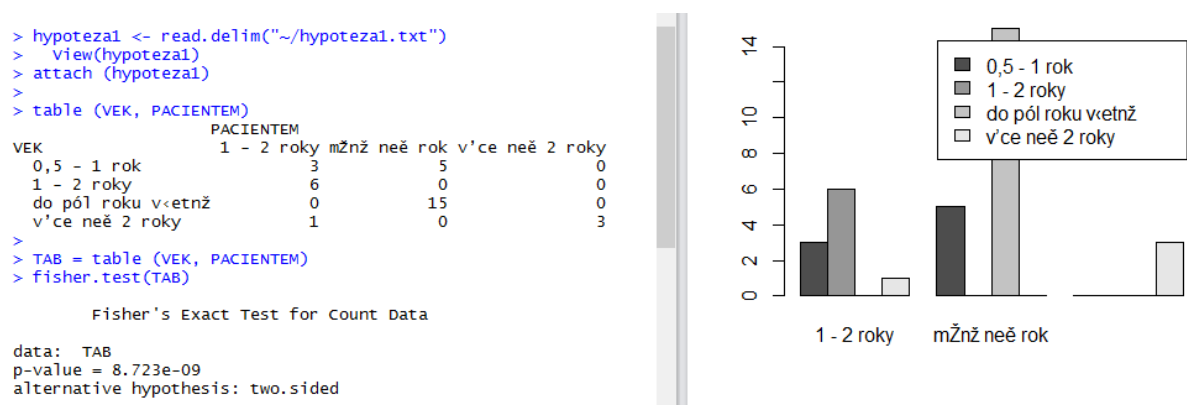 > hypoteza1 <- read.delim("~/hypoteza1.txt")
>   View(hypoteza1)
> attach (hypoteza1)
>
> table (VEK, PACIENTEM)
PACIENTEM
VEK 1 - 2 roky mŽnž neě rok v’ce neě 2 roky
0,5 - 1 rok 3 5 0
1 - 2 roky 6 0 0
do pól roku v‹etnž 0 15 0
v’ce neě 2 roky 1 0 3
>
> TAB = table (VEK, PACIENTEM)
> fisher.test(TAB)
Fisher's Exact Test for Count Data
data:  TAB
p-value = 8.723e-09
alternative hypothesis: two.sided
14
10
8
6
4
2
0
0,5 - 1 rok
1 - 2 roky
do pól roku v‹etnž
v’ce neě 2 roky
1 - 2 roky mŽnž neě rok